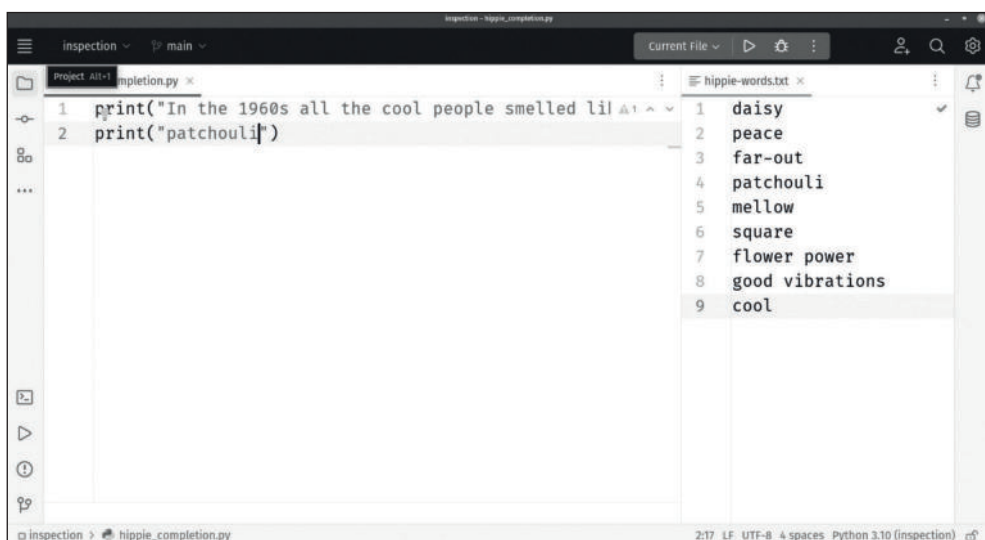 inspection – hippie_completion.py
inspection main Current File
Project Alt+1 mpletion.py
hippie-words.txt
1 print("In the 1960s all the cool people smelled lil 1
2 print("patchouli")
1 daisy
2 peace
3 far-out
4 patchouli
5 mellow
6 square
7 flower power
8 good vibrations
9 cool
inspection > hippie_completion.py 2:17 LF UTF-8 4 spaces Python 3.10 (inspection)